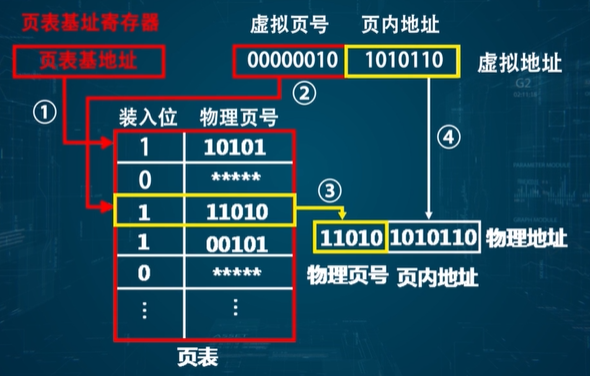 页表基址寄存器 虚拟页号 页内地址
页表基地址 00000010 1010110 虚拟地址
① ②
装入位 物理页号 ④
1 10101
0 *****
③
1 11010
1 00101 11010 1010110 物理地址
0 ***** 物理页号 页内地址
⋮ ⋮
页表
G2